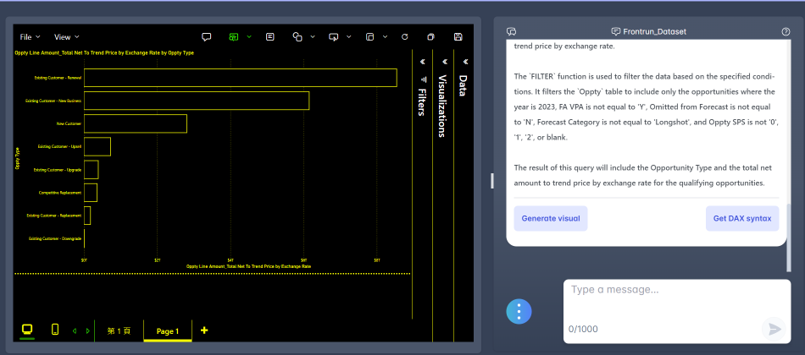 File
View
Oppty Line Amount_Total Net To Trend Price by Exchange Rate by Oppty Type
Existing Customer - Renewal
Existing Customer - New Business
New Customer
Existing Customer - Upsell
Existing Customer - Upgrade
Competitive Replacement
Existing Customer - Replacement
Existing Customer - Downgrade
Oppty Type
Oppty Line Amount_Total Net To Trend Price by Exchange Rate
Filters
Visualizations
Data
第 1 頁
Page 1
Frontrun_Dataset
trend price by exchange rate.
The `FILTER` function is used to filter the data based on the specified condi-
tions. It filters the `Oppty` table to include only the opportunities where the
year is 2023, FA VPA is not equal to 'Y', Omitted from Forecast is not equal
to 'N', Forecast Category is not equal to 'Longshot', and Oppty SPS is not '0',
'1', '2', or blank.
The result of this query will include the Opportunity Type and the total net
amount to trend price by exchange rate for the qualifying opportunities.
Generate visual
Get DAX syntax
Type a message...
0/1000